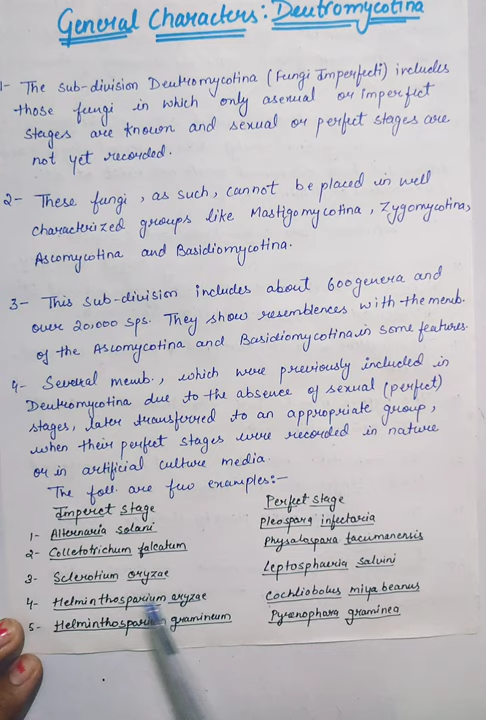 General Characters: Deutromycotina
1- The sub-division Deutromycotina (Fungi Imperfecti) includes
those fungi in which only asexual or imperfect
stages are known and sexual or perfect stages are
not yet recorded.
2- These fungi, as such, cannot be placed in well
characterized groups like Mastigomycotina, Zygomycotina,
Ascomycotina and Basidiomycotina.
3- This sub-division includes about 600 genera and
over 20,000 sps. They show resemblences with the memb.
of the Ascomycotina and Basidiomycotina in some features.
4- Several memb., which were previously included in
Deutromycotina due to the absence of sexual (perfect)
stages, later transferred to an appropriate group,
when their perfect stages were recorded in nature
or in artificial culture media.
The foll. are few examples:-
Imperect stage Perfect stage
1- Alternaria solani Pleospara infectaria
2- Colletotrichum falcatum Physalaspara tacumanensis
3- Sclerotium oryzae Leptosphaeria salvini
4- Helminthosparium oryzae Cochliobolus miyabeanus
5- Helminthosparium gramineum Pyrenophara graminea